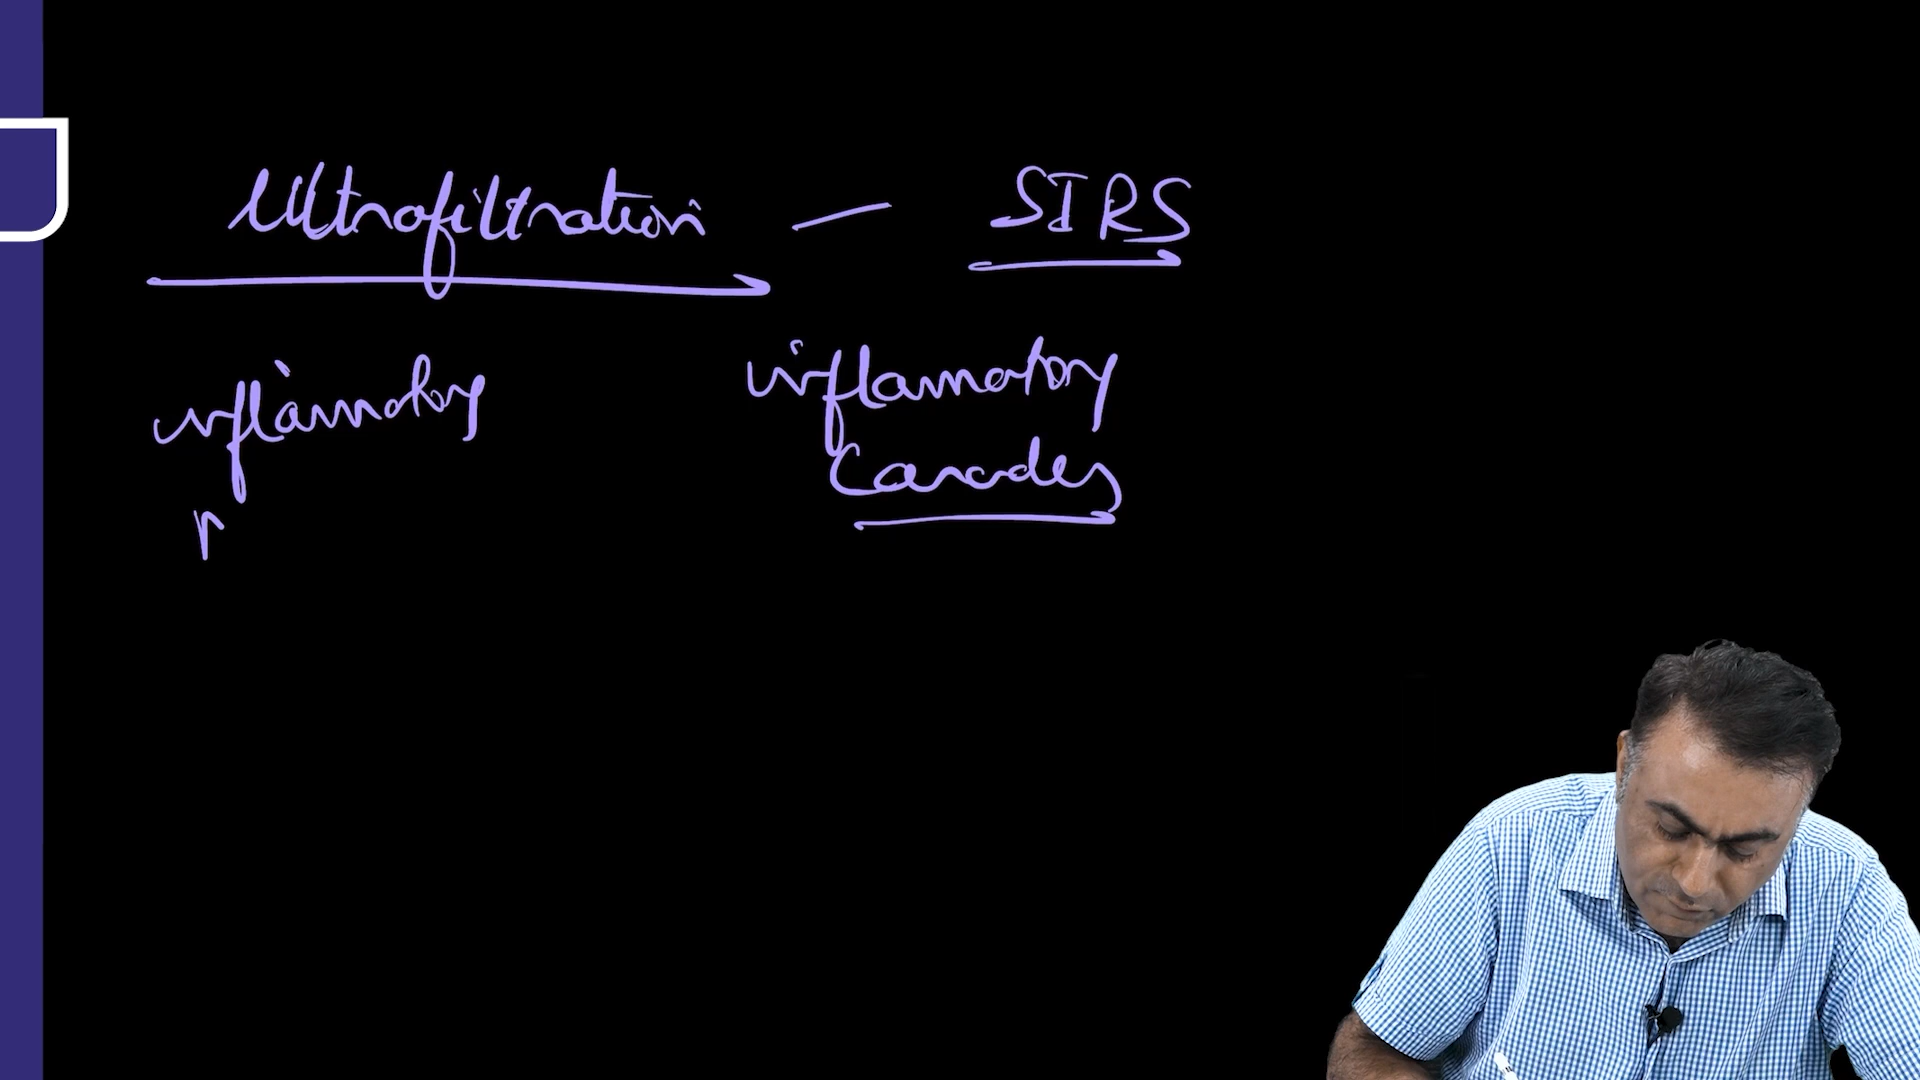 Ultrafiltration — SIRS
inflamatory
inflamatory
Cascades
r